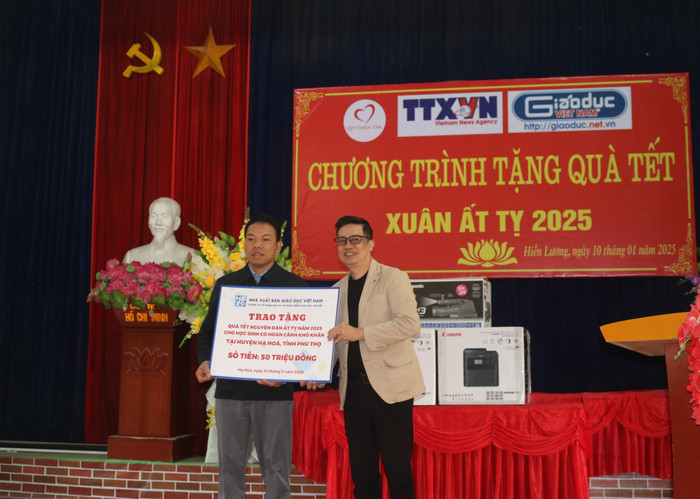 QUỸ THIỆN TÂM
TTXVN
Vietnam News Agency
Giáoduc
VIỆT NAM
http://giaoduc.net.vn
CHƯƠNG TRÌNH TẶNG QUÀ TẾT
XUÂN ẤT TỴ 2025
Hiền Lương, ngày 10 tháng 01 năm 2025
HỒ CHÍ MINH
NHÀ XUẤT BẢN GIÁO DỤC VIỆT NAM
TRAO TẶNG
QUÀ TẾT NGUYÊN ĐÁN ẤT TỴ NĂM 2025
CHO HỌC SINH CÓ HOÀN CẢNH KHÓ KHĂN
TẠI HUYỆN HẠ HOÀ, TỈNH PHÚ THỌ
SỐ TIỀN: 50 TRIỆU ĐỒNG
Canon